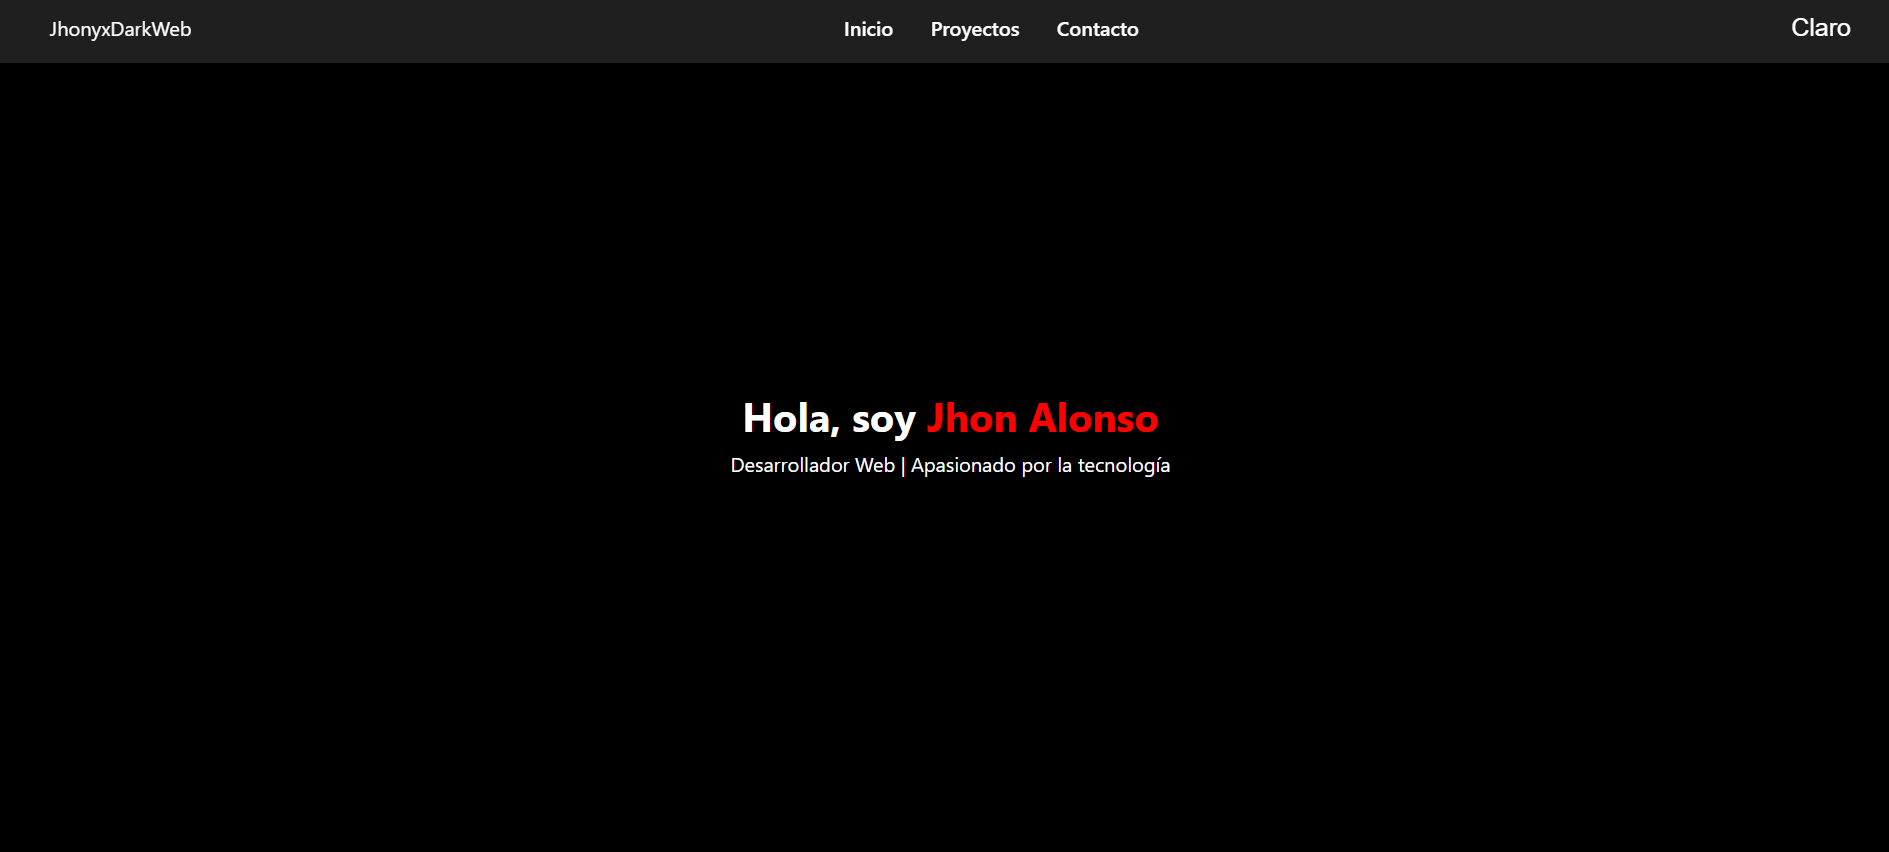 JhonyxDarkWeb Inicio Proyectos Contacto Claro
Hola, soy Jhon Alonso
Desarrollador Web | Apasionado por la tecnología